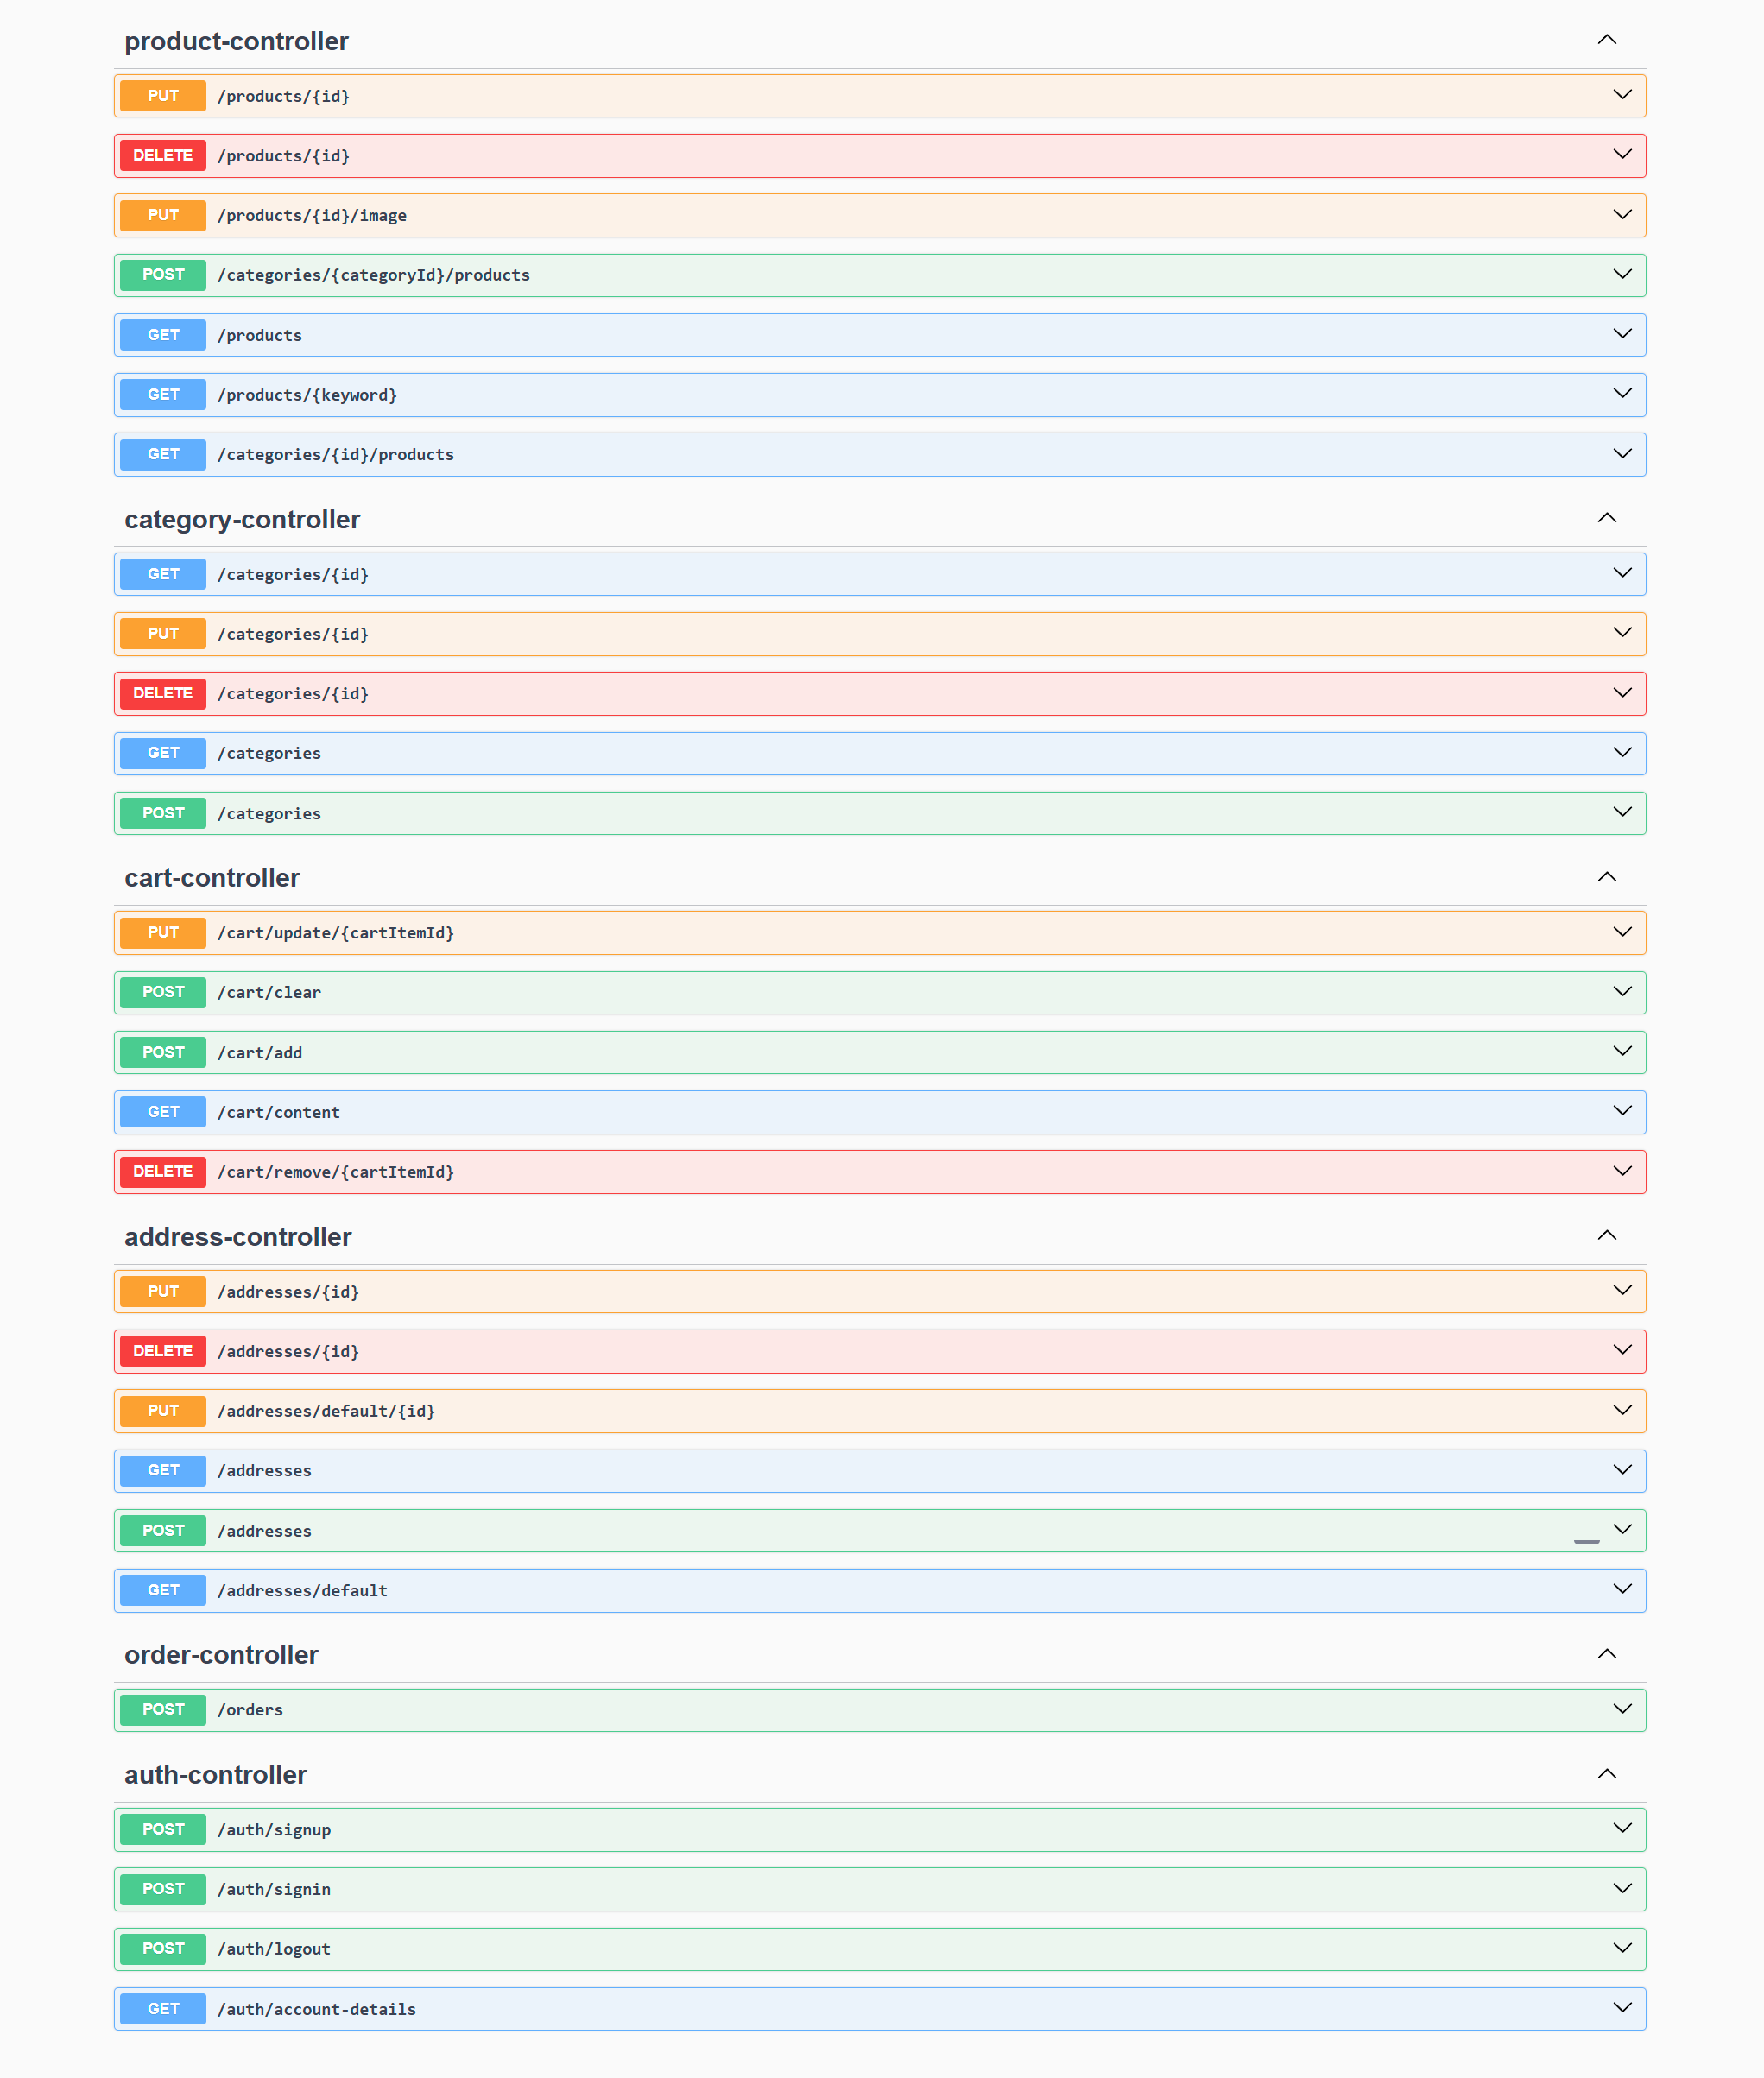 product-controller
PUT /products/{id}
DELETE /products/{id}
PUT /products/{id}/image
POST /categories/{categoryId}/products
GET /products
GET /products/{keyword}
GET /categories/{id}/products
category-controller
GET /categories/{id}
PUT /categories/{id}
DELETE /categories/{id}
GET /categories
POST /categories
cart-controller
PUT /cart/update/{cartItemId}
POST /cart/clear
POST /cart/add
GET /cart/content
DELETE /cart/remove/{cartItemId}
address-controller
PUT /addresses/{id}
DELETE /addresses/{id}
PUT /addresses/default/{id}
GET /addresses
POST /addresses
GET /addresses/default
order-controller
POST /orders
auth-controller
POST /auth/signup
POST /auth/signin
POST /auth/logout
GET /auth/account-details